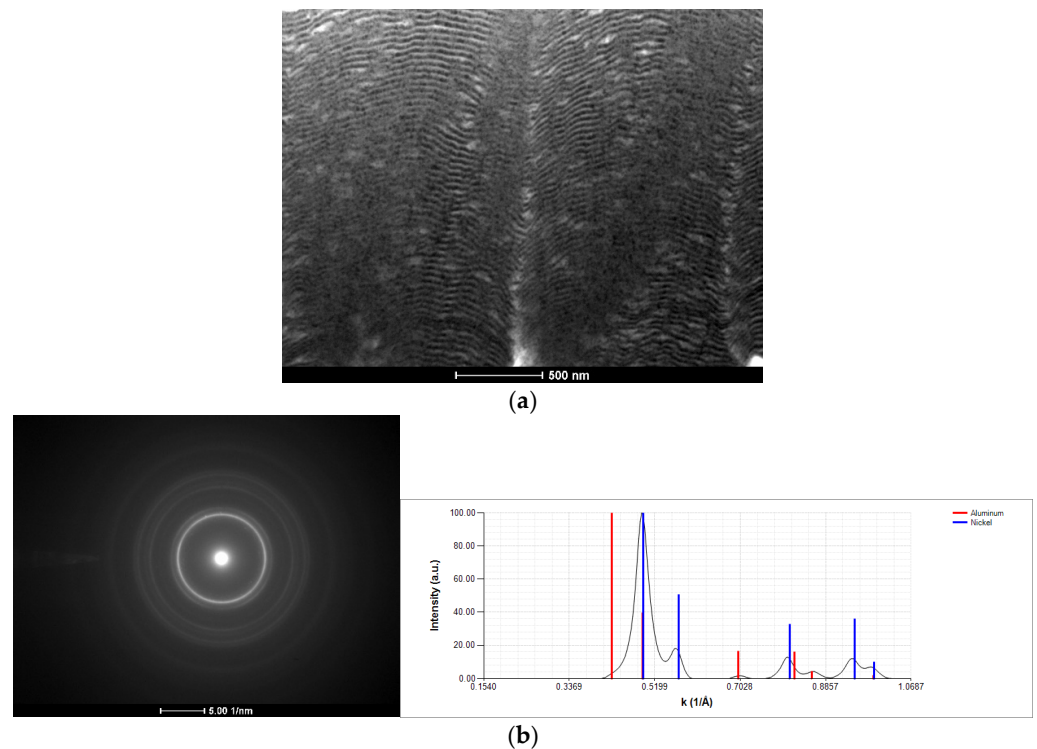 500 nm
(a)
5.00 1/nm
Aluminum
Nickel
100.00
80.00
60.00
40.00
20.00
0.00
Intensity (a.u.)
0.1540 0.3369 0.5199 0.7028 0.8857 1.0687
k (1/Å)
(b)